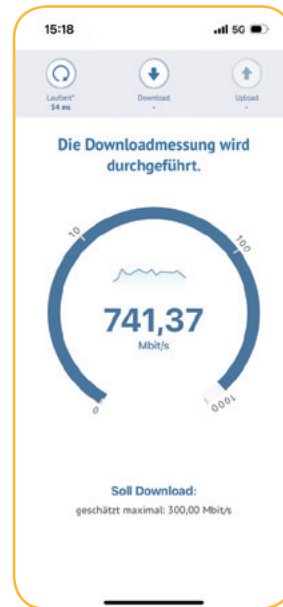 15:18 5G
Laufzeit* Download Upload
54 ms - -
Die Downloadmessung wird
durchgeführt.
10 100
741,37
Mbit/s
0 1000
Soll Download:
geschätzt maximal: 300,00 Mbit/s